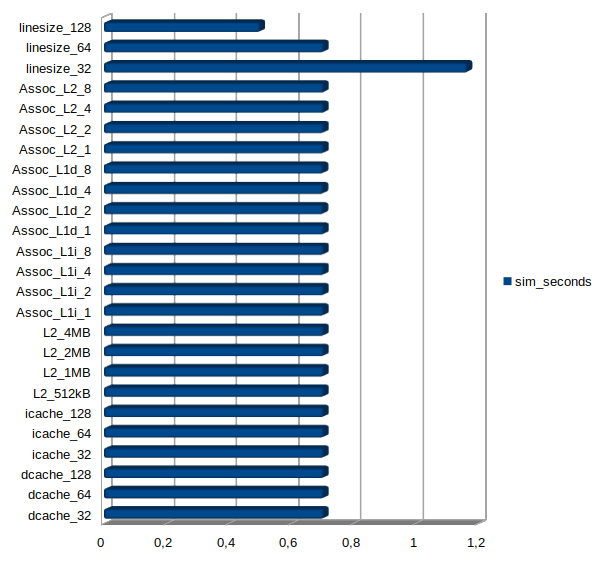 linesize_128
linesize_64
linesize_32
Assoc_L2_8
Assoc_L2_4
Assoc_L2_2
Assoc_L2_1
Assoc_L1d_8
Assoc_L1d_4
Assoc_L1d_2
Assoc_L1d_1
Assoc_L1i_8
Assoc_L1i_4
Assoc_L1i_2
Assoc_L1i_1
L2_4MB
L2_2MB
L2_1MB
L2_512kB
icache_128
icache_64
icache_32
dcache_128
dcache_64
dcache_32
0 0,2 0,4 0,6 0,8 1 1,2
sim_seconds